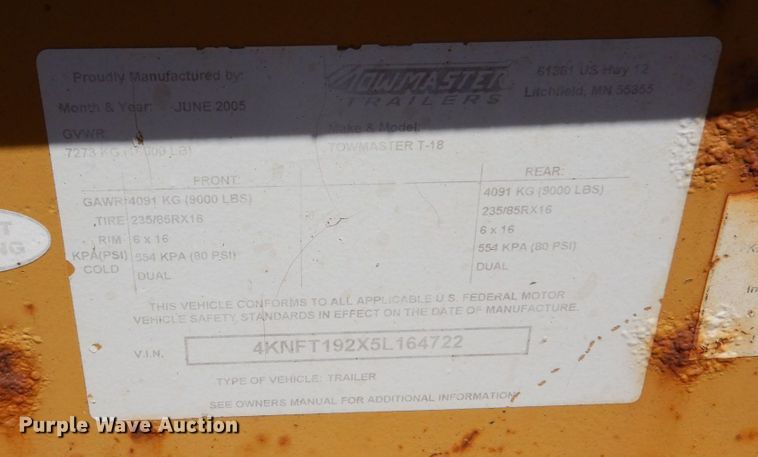 Proudly Manufactured by:
TOWMASTER
TRAILERS
61381 US Hwy 12
Litchfield, MN 55355
Month & Year: JUNE 2005
GVWR:
7273 KG LB)
Make & Model:
TOWMASTER T-18
FRONT: REAR:
GAWR 4091 KG (9000 LBS) 4091 KG (9000 LBS)
TIRE 235/85RX16 235/85RX16
RIM 6 x 16 6 x 16
KPA(PSI) 554 KPA (80 PSI) 554 KPA (80 PSI)
COLD DUAL DUAL
THIS VEHICLE CONFORMS TO ALL APPLICABLE U.S. FEDERAL MOTOR
VEHICLE SAFETY STANDARDS IN EFFECT ON THE DATE OF MANUFACTURE.
V.I.N. 4KNFT192X5L164722
TYPE OF VEHICLE: TRAILER
SEE OWNERS MANUAL FOR ADDITIONAL INFORMATION
Purple Wave Auction